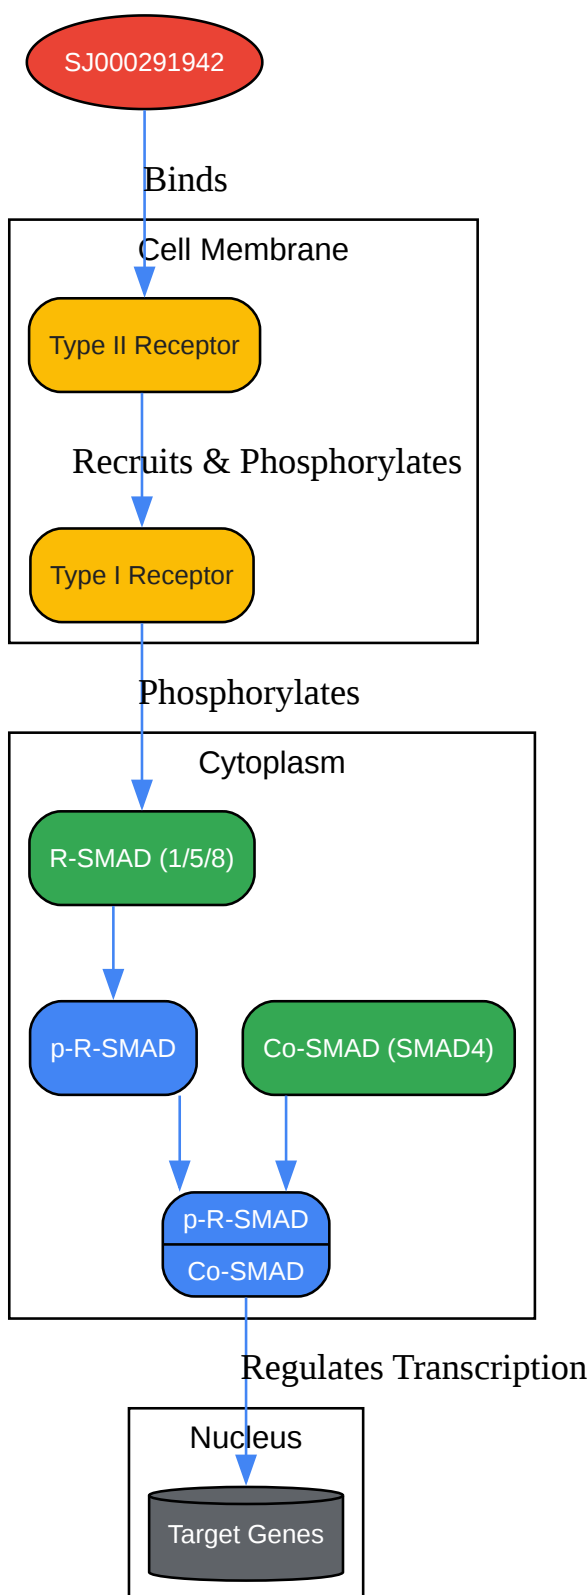 SJ000291942
Binds
Cell Membrane
Type II Receptor
Recruits & Phosphorylates
Type I Receptor
Phosphorylates
Cytoplasm
R-SMAD (1/5/8)
p-R-SMAD
Co-SMAD (SMAD4)
p-R-SMAD
Co-SMAD
Regulates Transcription
Nucleus
Target Genes